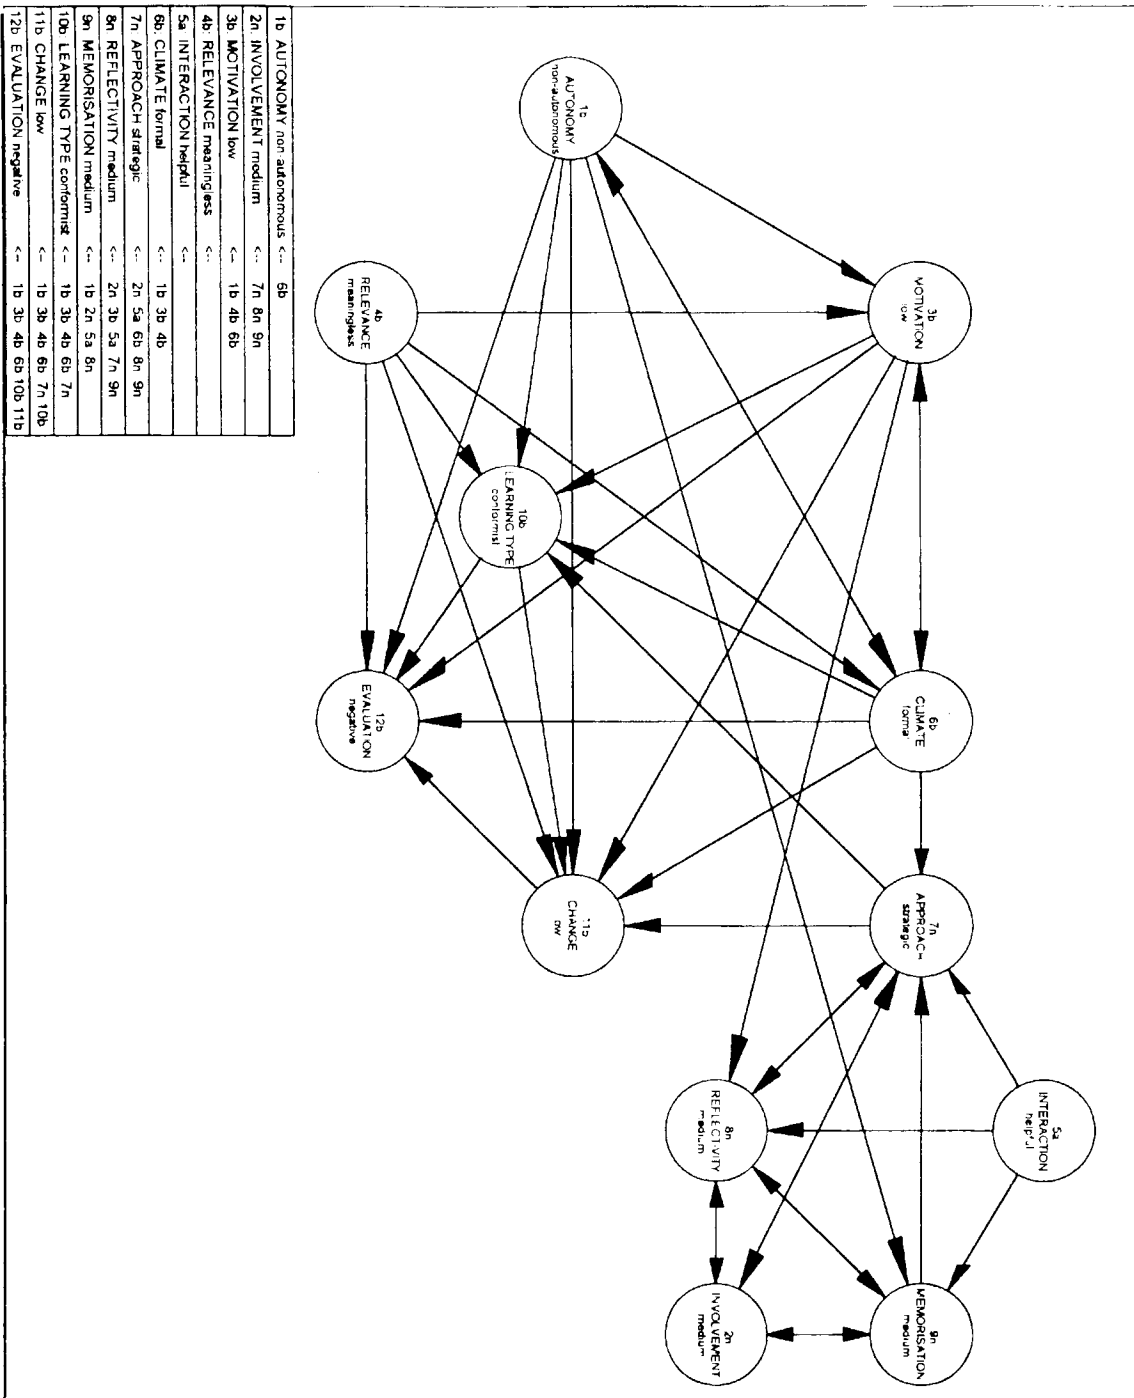 1b
AUTONOMY
non-autonomous
3b
MOTIVATION
low
4b
RELEVANCE
meaningless
10b
LEARNING TYPE
conformist
6b
CLIMATE
formal
12b
EVALUATION
negative
7n
APPROACH
strategic
11b
CHANGE
low
5a
INTERACTION
helpful
8n
REFLECTIVITY
medium
9n
MEMORISATION
medium
2n
INVOLVEMENT
medium
1b AUTONOMY non-autonomous <-- 6b
2n INVOLVEMENT medium <-- 7n 8n 9n
3b MOTIVATION low <-- 1b 4b 6b
4b: RELEVANCE meaningless <--
5a INTERACTION helpful <--
6b: CLIMATE formal <-- 1b 3b 4b
7n: APPROACH strategic <-- 2n 5a 6b 8n 9n
8n REFLECTIVITY medium <-- 2n 3b 5a 7n 9n
9n MEMORISATION medium <-- 1b 2n 5a 8n
10b LEARNING TYPE conformist <-- 1b 3b 4b 6b 7n
11b CHANGE low <-- 1b 3b 4b 6b 7n 10b
12b EVALUATION negative <-- 1b 3b 4b 6b 10b 11b